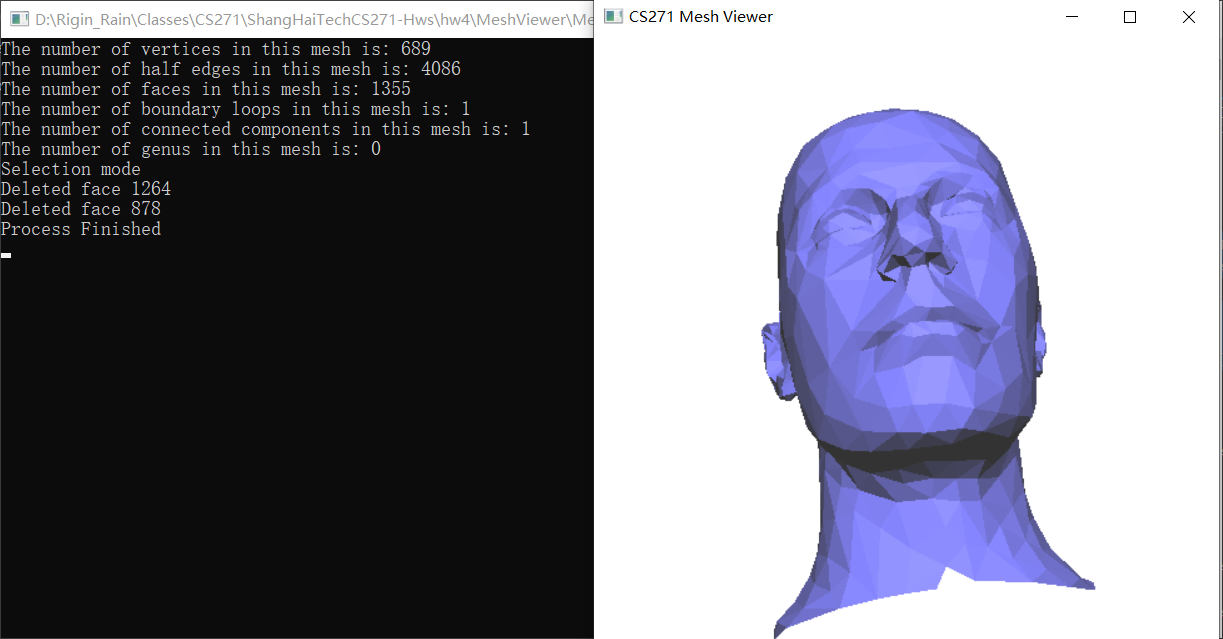 D:\Rigin_Rain\Classes\CS271\ShangHaiTechCS271-Hws\hw4\MeshViewer\Me
The number of vertices in this mesh is: 689
The number of half edges in this mesh is: 4086
The number of faces in this mesh is: 1355
The number of boundary loops in this mesh is: 1
The number of connected components in this mesh is: 1
The number of genus in this mesh is: 0
Selection mode
Deleted face 1264
Deleted face 878
Process Finished
CS271 Mesh Viewer